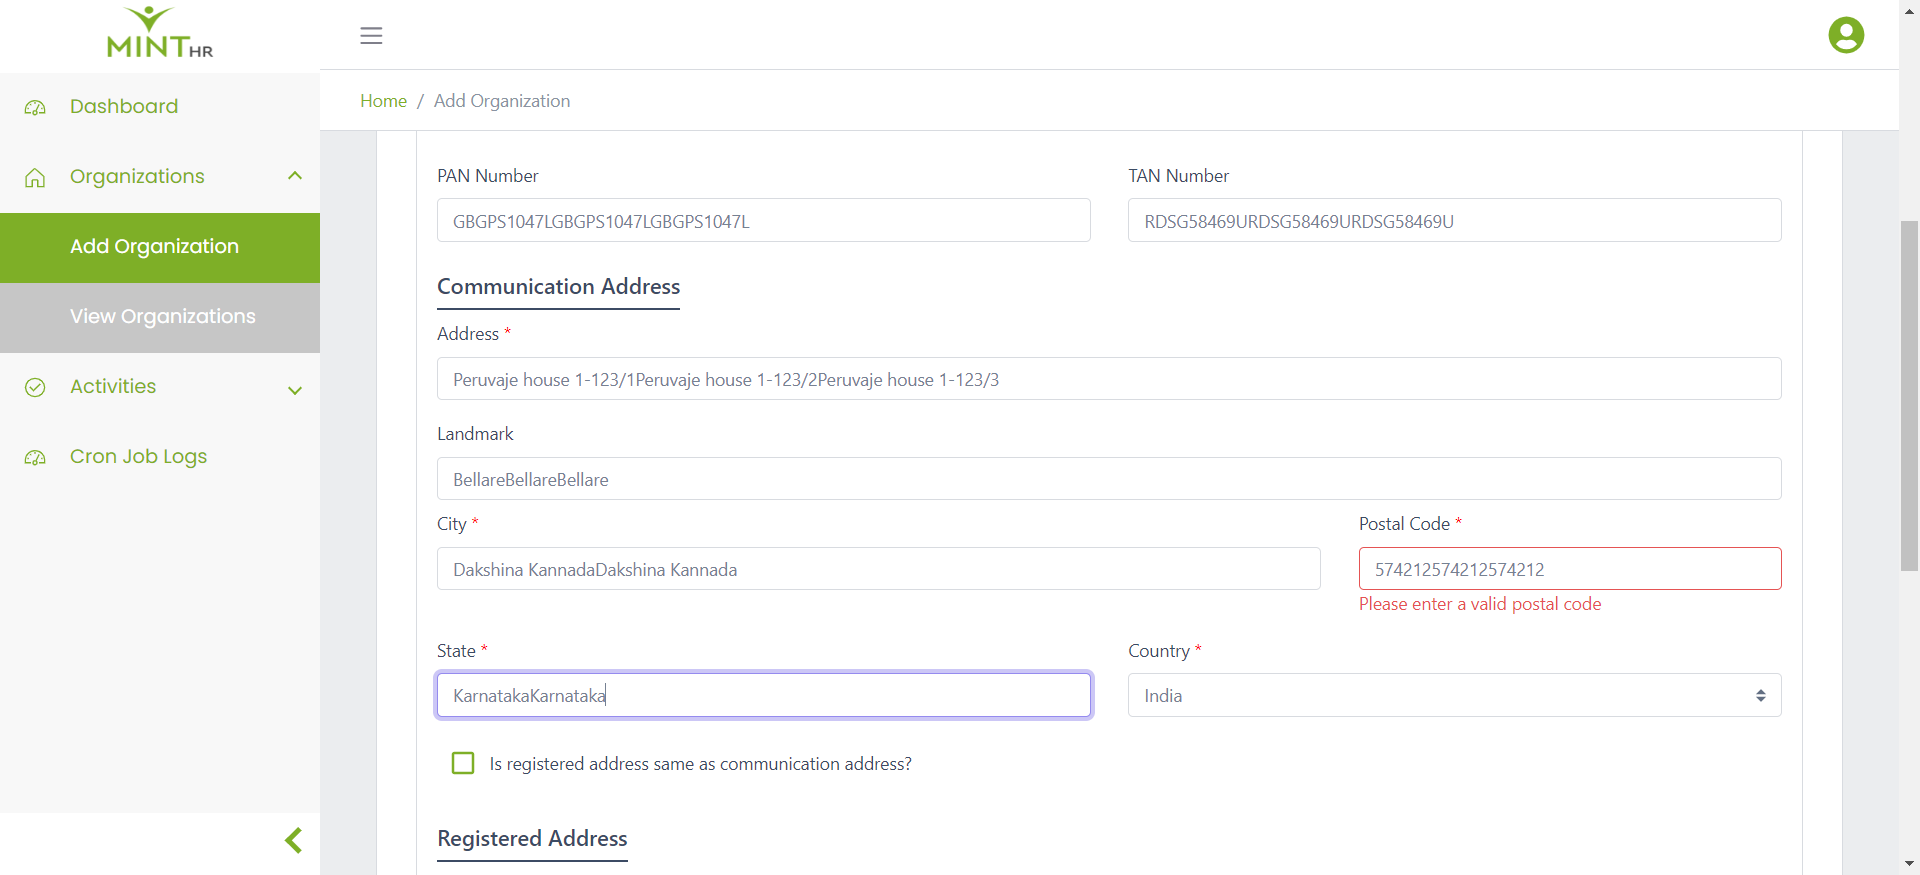 MINT HR
Home / Add Organization
Dashboard
Organizations
Add Organization
View Organizations
Activities
Cron Job Logs
PAN Number
TAN Number
GBGPS1047LGBGPS1047LGBGPS1047L
RDSG58469URDSG58469URDSG58469U
Communication Address
Address *
Peruvaje house 1-123/1Peruvaje house 1-123/2Peruvaje house 1-123/3
Landmark
BellareBellareBellare
City *
Postal Code *
Dakshina KannadaDakshina Kannada
574212574212574212
Please enter a valid postal code
State *
Country *
KarnatakaKarnataka
India
Is registered address same as communication address?
Registered Address